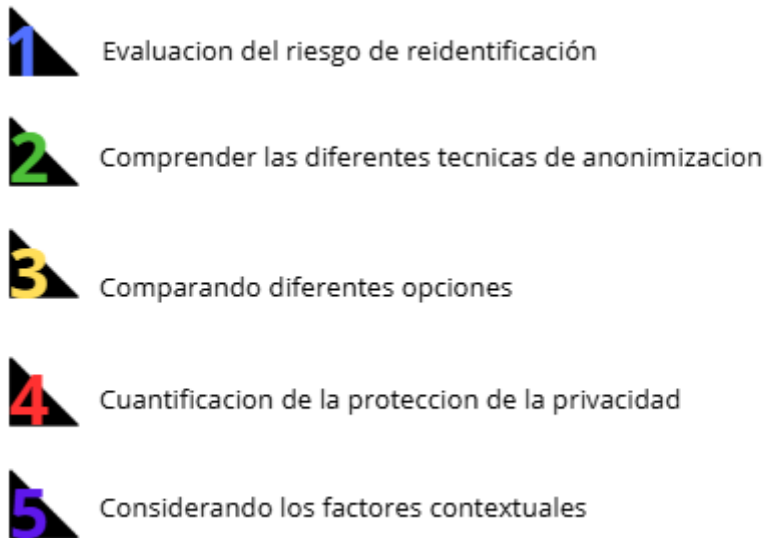 1 Evaluacion del riesgo de reidentificación
2 Comprender las diferentes tecnicas de anonimizacion
3 Comparando diferentes opciones
4 Cuantificacion de la proteccion de la privacidad
5 Considerando los factores contextuales